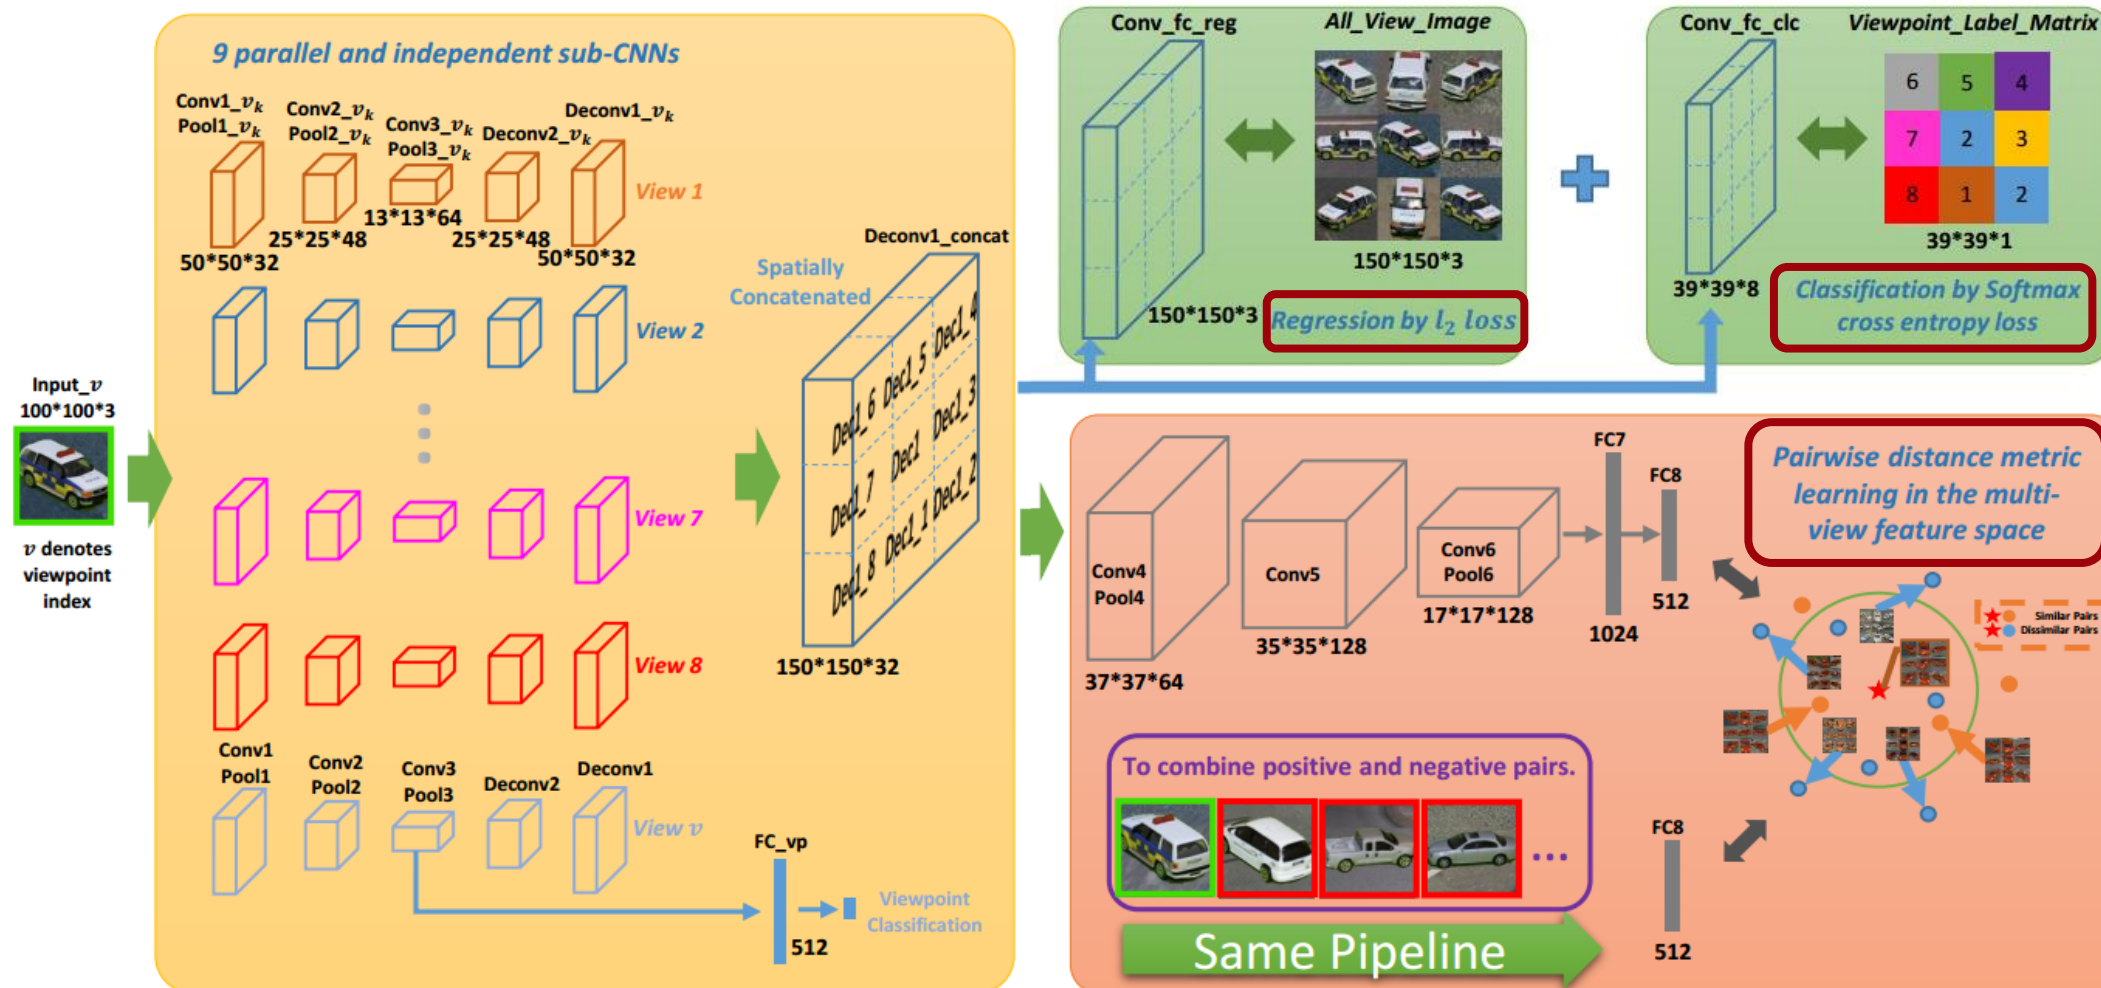 9 parallel and independent sub-CNNs
Conv1_vₖ
Pool1_vₖ
Conv2_vₖ
Pool2_vₖ
Conv3_vₖ
Pool3_vₖ
Deconv2_vₖ
Deconv1_vₖ
View 1
50*50*32
25*25*48
13*13*64
25*25*48
50*50*32
View 2
View 7
View 8
Input_v
100*100*3
v denotes
viewpoint
index
Conv1
Pool1
Conv2
Pool2
Conv3
Pool3
Deconv2
Deconv1
View v
FC_vp
512
Viewpoint
Classification
Spatially
Concatenated
Deconv1_concat
Dec1_6 Dec1_5 Dec1_4
Dec1_7 Dec1 Dec1_3
Dec1_8 Dec1_1 Dec1_2
150*150*32
Conv_fc_reg
All_View_Image
150*150*3
150*150*3
Regression by l₂ loss
Conv_fc_clc
Viewpoint_Label_Matrix
6 5 4
7 2 3
8 1 2
39*39*1
39*39*8
Classification by Softmax
cross entropy loss
Conv4
Pool4
37*37*64
Conv5
35*35*128
Conv6
Pool6
17*17*128
FC7
1024
FC8
512
Pairwise distance metric
learning in the multi-
view feature space
Similar Pairs
Dissimilar Pairs
To combine positive and negative pairs.
...
Same Pipeline
FC8
512